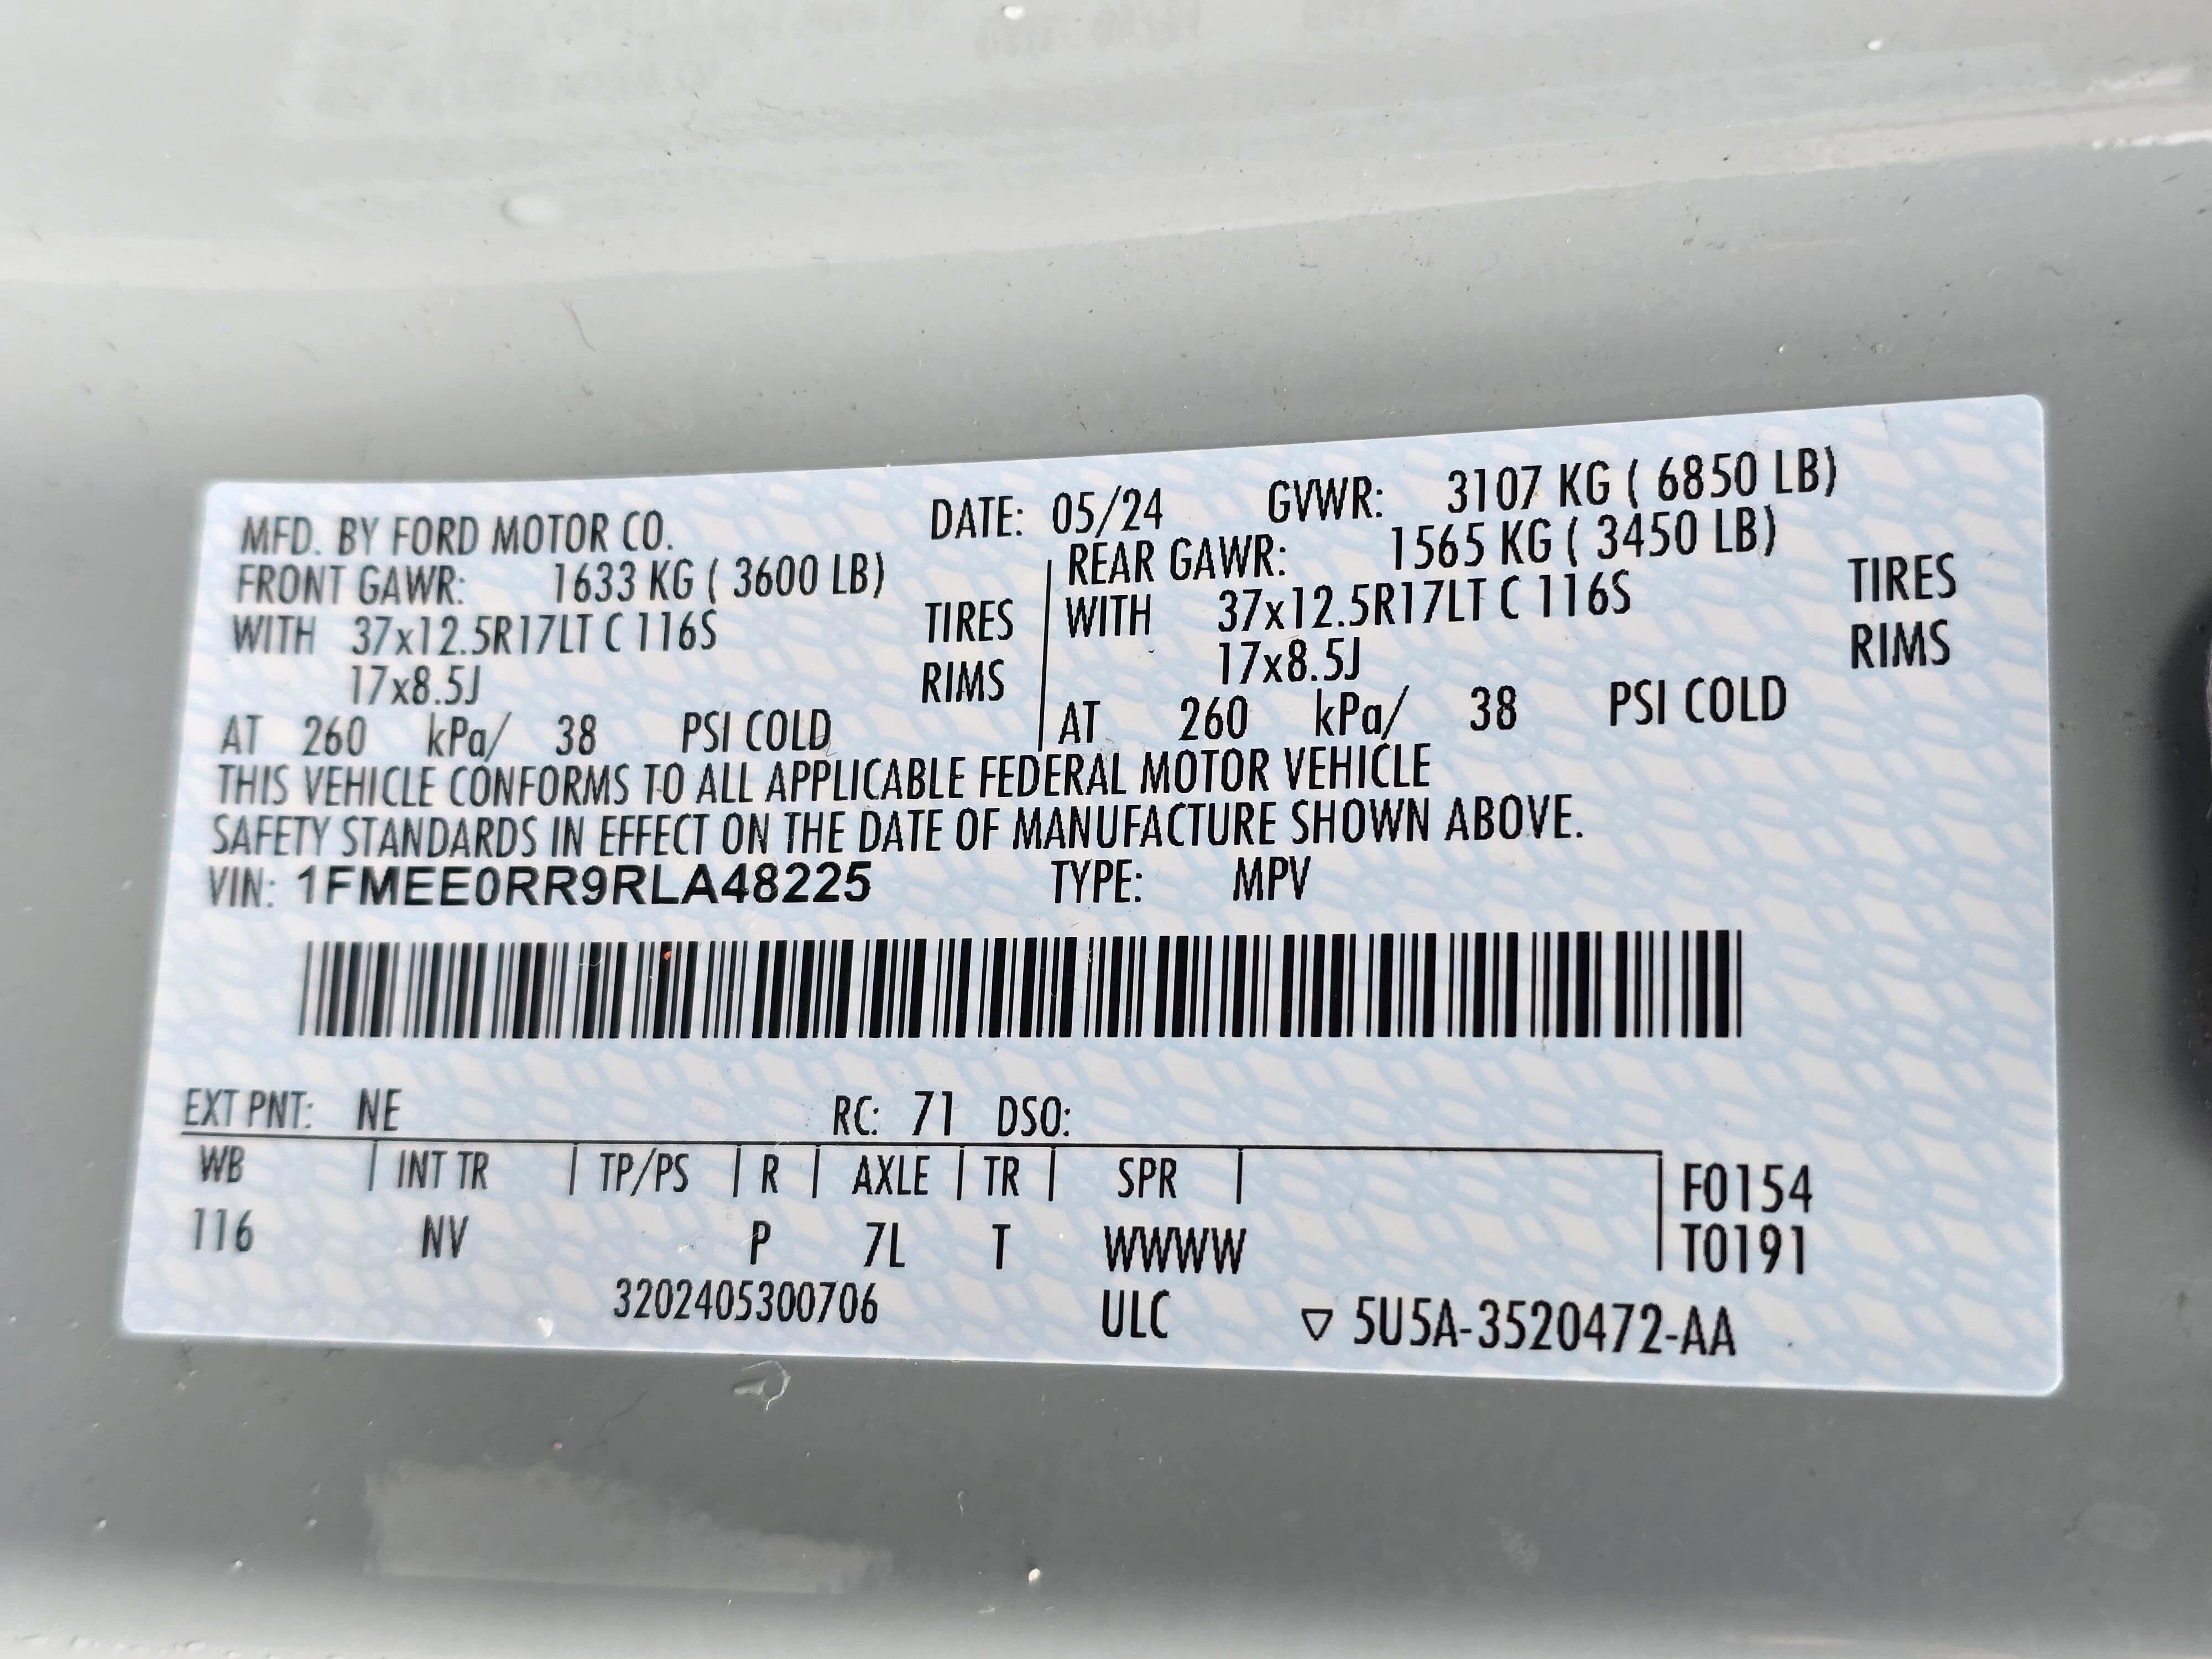 MFD. BY FORD MOTOR CO. DATE: 05/24 GVWR: 3107 KG ( 6850 LB)
FRONT GAWR: 1633 KG ( 3600 LB) REAR GAWR: 1565 KG ( 3450 LB)
WITH 37x12.5R17LT C 116S TIRES WITH 37x12.5R17LT C 116S TIRES
17x8.5J RIMS 17x8.5J RIMS
AT 260 kPa/ 38 PSI COLD AT 260 kPa/ 38 PSI COLD
THIS VEHICLE CONFORMS TO ALL APPLICABLE FEDERAL MOTOR VEHICLE
SAFETY STANDARDS IN EFFECT ON THE DATE OF MANUFACTURE SHOWN ABOVE.
VIN: 1FMEE0RR9RLA48225 TYPE: MPV
EXT PNT: NE RC: 71 DSO:
WB INT TR TP/PS R AXLE TR SPR F0154
116 NV P 7L T WWWW T0191
3202405300706 ULC ▽ 5U5A-3520472-AA